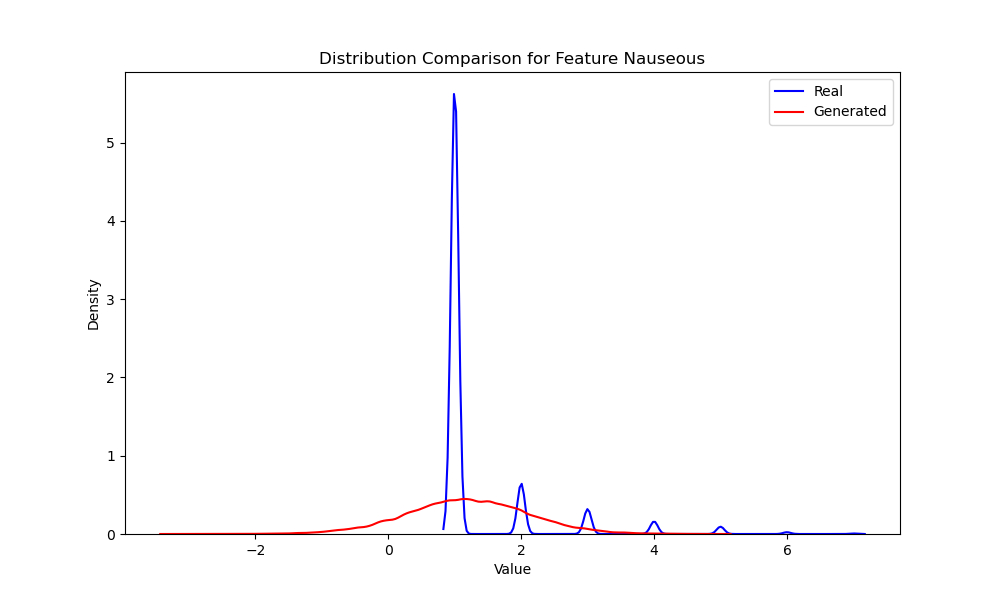 Distribution Comparison for Feature Nauseous
Real
Generated
Density
5
4
3
2
1
0
−2
0
2
4
6
Value